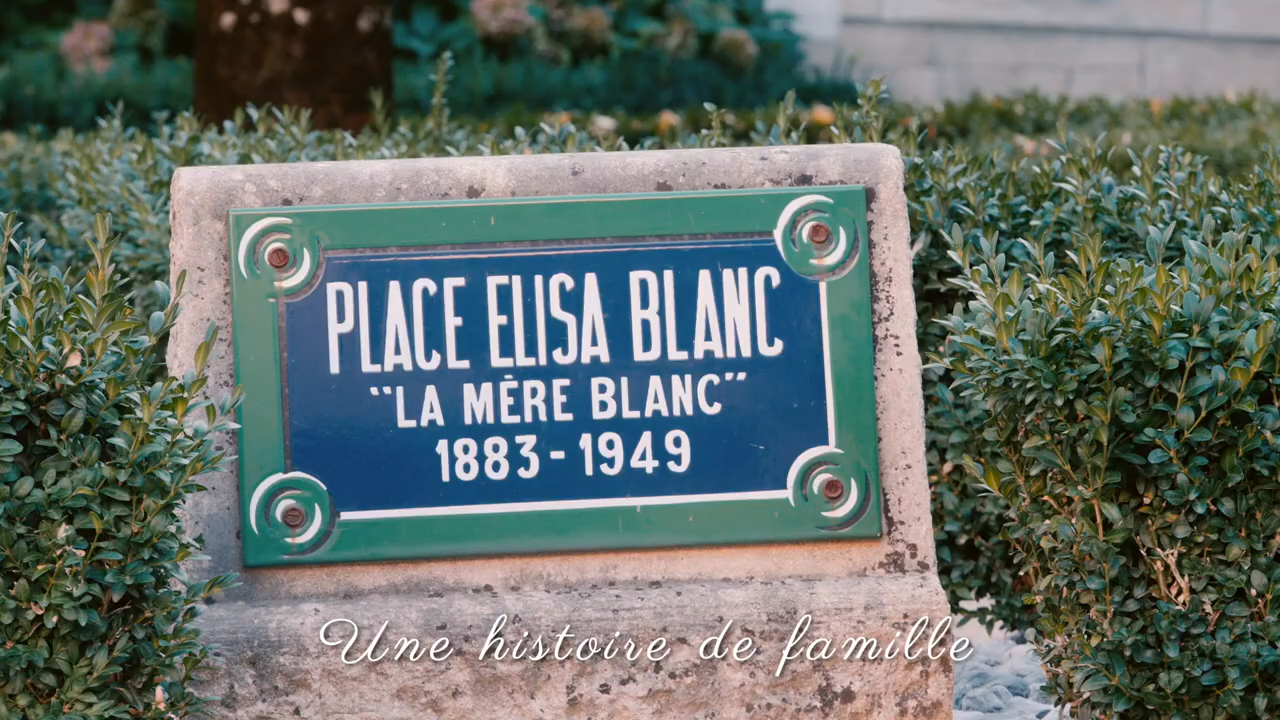 PLACE ELISA BLANC
"LA MÈRE BLANC"
1883-1949
Une histoire de famille